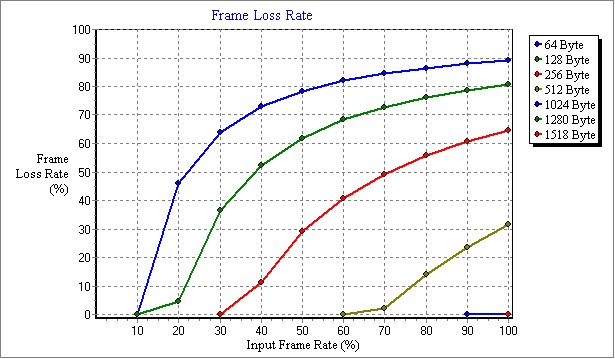 Frame Loss Rate
100
90
80
70
60
50
40
30
20
10
0
Frame
Loss Rate
(%)
10 20 30 40 50 60 70 80 90 100
Input Frame Rate (%)
64 Byte
128 Byte
256 Byte
512 Byte
1024 Byte
1280 Byte
1518 Byte